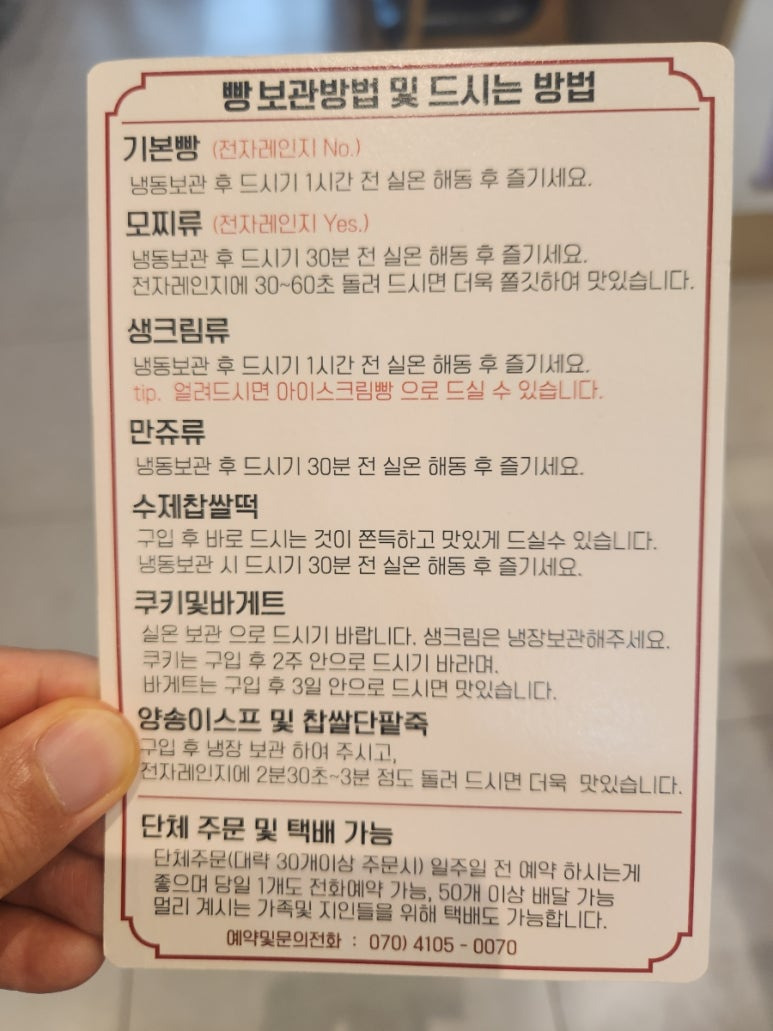 빵 보관방법 및 드시는 방법
기본빵 (전자레인지 No.)
냉동보관 후 드시기 1시간 전 실온 해동 후 즐기세요.
모찌류 (전자레인지 Yes.)
냉동보관 후 드시기 30분 전 실온 해동 후 즐기세요.
전자레인지에 30~60초 돌려 드시면 더욱 쫄깃하여 맛있습니다.
생크림류
냉동보관 후 드시기 1시간 전 실온 해동 후 즐기세요.
tip. 얼려드시면 아이스크림빵 으로 드실 수 있습니다.
만쥬류
냉동보관 후 드시기 30분 전 실온 해동 후 즐기세요.
수제찹쌀떡
구입 후 바로 드시는 것이 쫀득하고 맛있게 드실수 있습니다.
냉동보관 시 드시기 30분 전 실온 해동 후 즐기세요.
쿠키및바게트
실온 보관 으로 드시기 바랍니다. 생크림은 냉장보관해주세요.
쿠키는 구입 후 2주 안으로 드시기 바라며,
바게트는 구입 후 3일 안으로 드시면 맛있습니다.
양송이스프 및 찹쌀단팥죽
구입 후 냉장 보관 하여 주시고,
전자레인지에 2분30초~3분 정도 돌려 드시면 더욱 맛있습니다.
단체 주문 및 택배 가능
단체주문(대략 30개이상 주문시) 일주일 전 예약 하시는게
좋으며 당일 1개도 전화예약 가능, 50개 이상 배달 가능
멀리 계시는 가족및 지인들을 위해 택배도 가능합니다.
예약및문의전화 : 070) 4105 - 0070